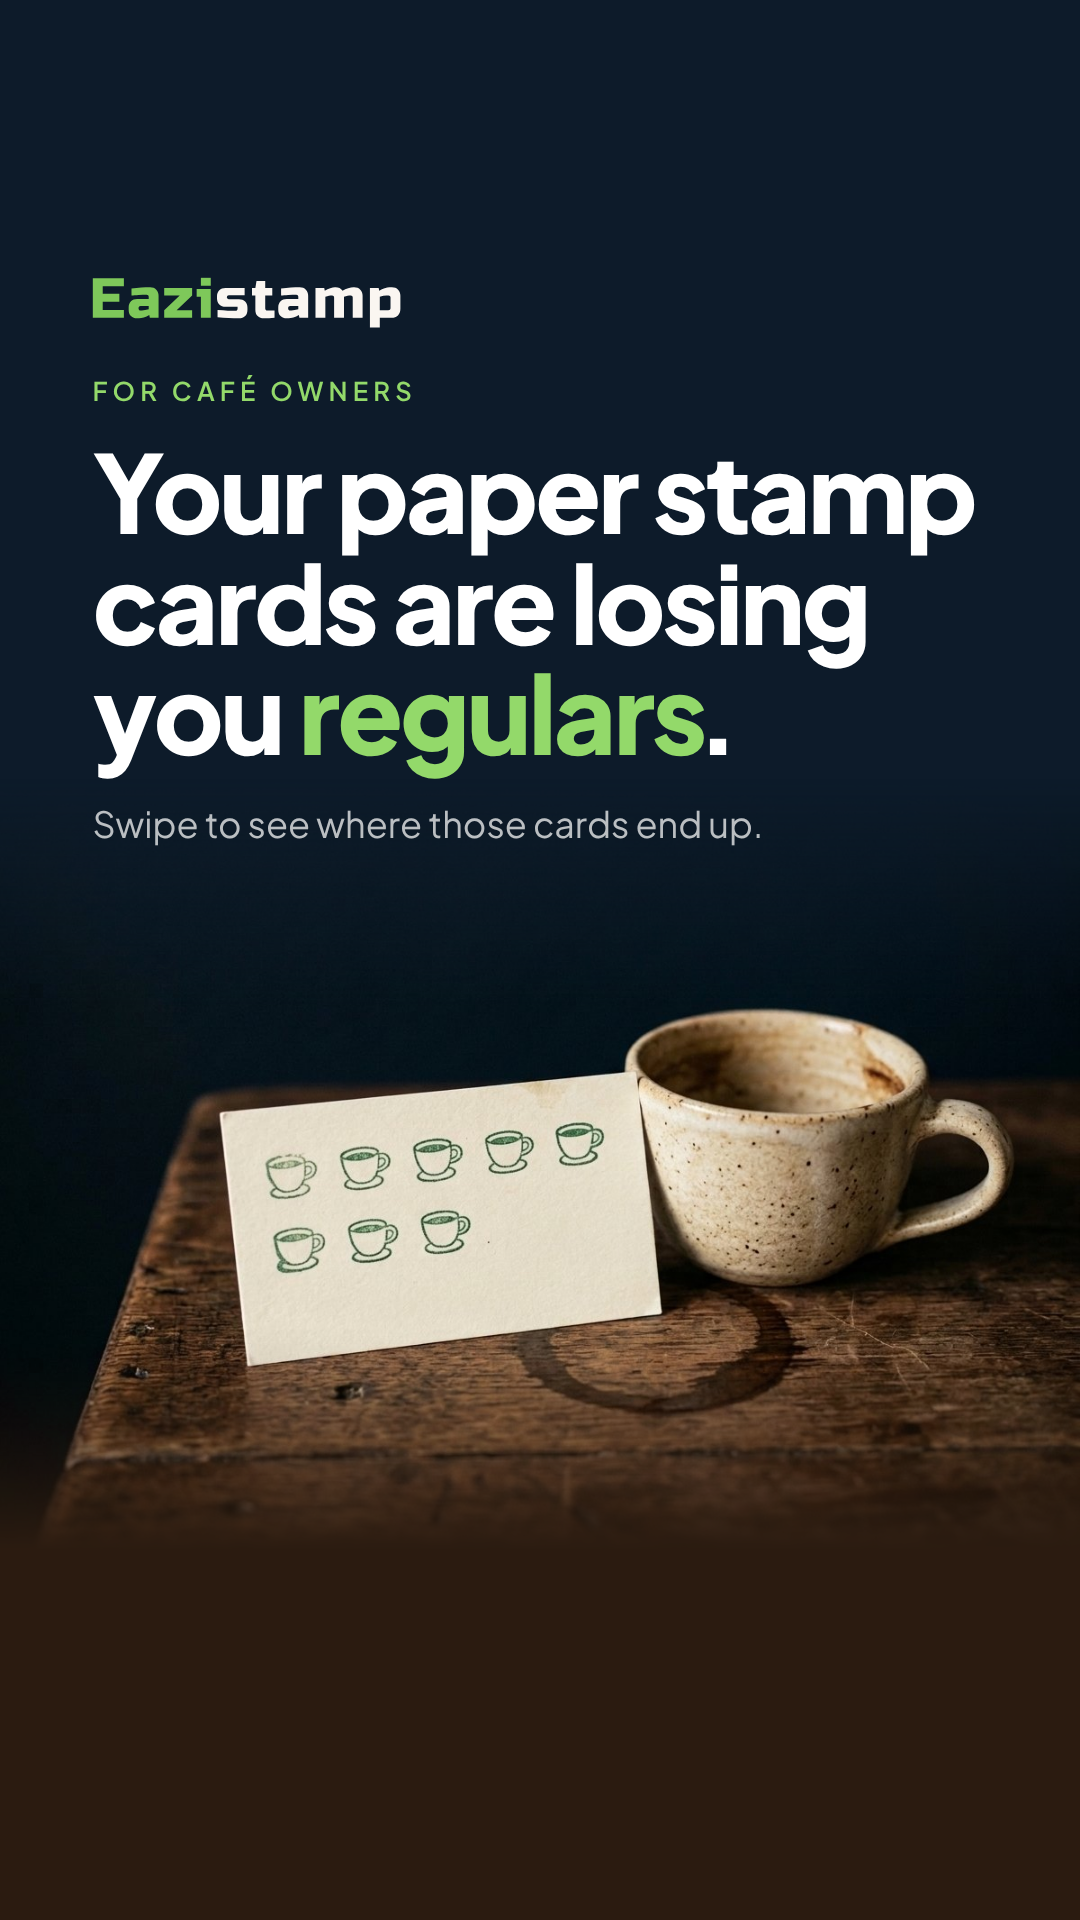 Eazistamp
FOR CAFÉ OWNERS
Your paper stamp
cards are losing
you regulars.
Swipe to see where those cards end up.